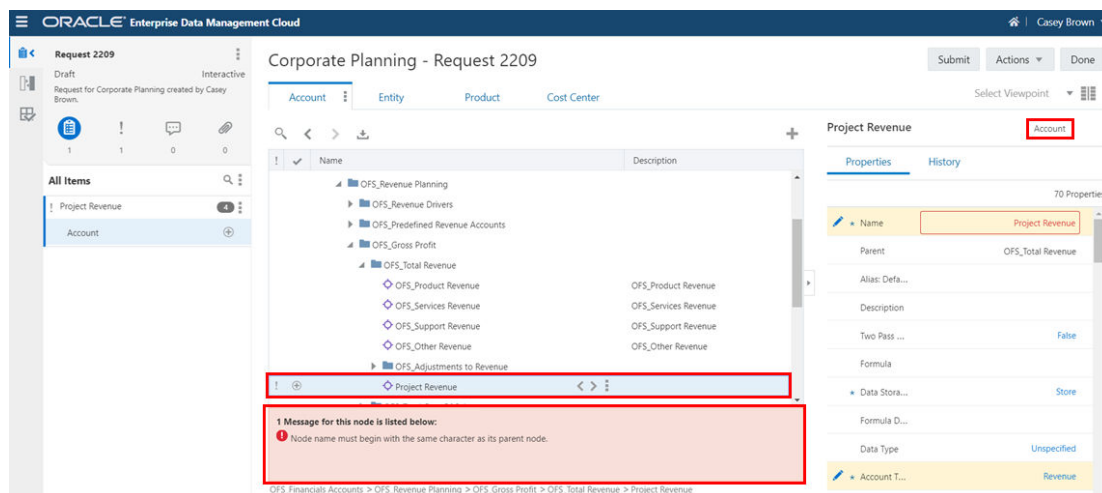 ORACLE Enterprise Data Management Cloud
Casey Brown
Request 2209
Draft Interactive
Request for Corporate Planning created by Casey
Brown.
1 1 0 0
All Items
! Project Revenue 4
Account
Corporate Planning - Request 2209
Submit Actions Done
Account Entity Product Cost Center
Select Viewpoint
! Name Description
OFS_Revenue Planning
OFS_Revenue Drivers
OFS_Predefined Revenue Accounts
OFS_Gross Profit
OFS_Total Revenue
OFS_Product Revenue OFS_Product Revenue
OFS_Services Revenue OFS_Services Revenue
OFS_Support Revenue OFS_Support Revenue
OFS_Other Revenue OFS_Other Revenue
OFS_Adjustments to Revenue
! Project Revenue
1 Message for this node is listed below:
Node name must begin with the same character as its parent node.
OFS_Financials Accounts > OFS_Revenue Planning > OFS_Gross Profit > OFS_Total Revenue > Project Revenue
Project Revenue Account
Properties History
70 Propertie
Name Project Revenue
Parent OFS_Total Revenue
Alias: Defa...
Description
Two Pass ... False
Formula
Data Stora... Store
Formula D...
Data Type Unspecified
Account T... Revenue